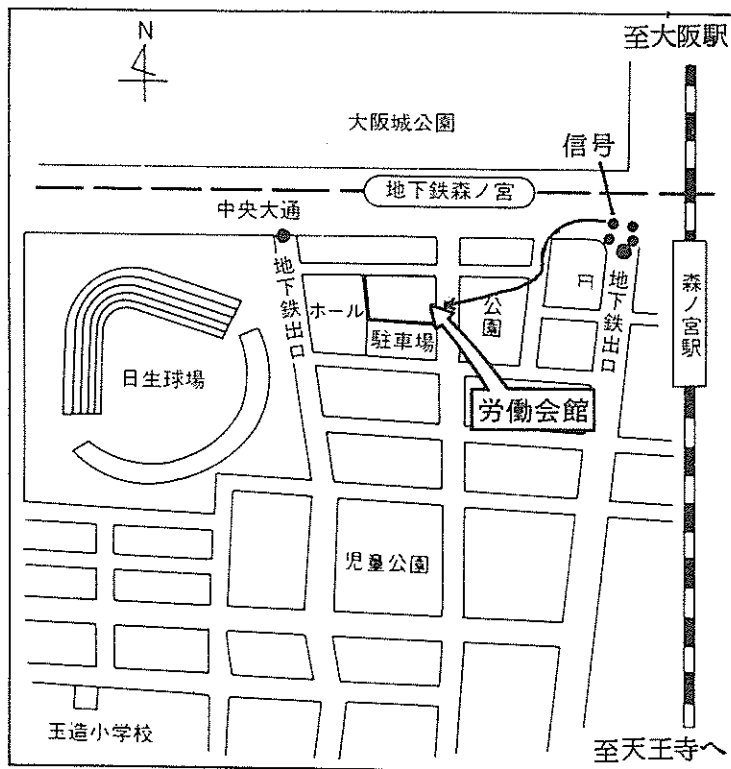 N
至大阪駅
大阪城公園
信号
地下鉄森ノ宮
中央大通
地下鉄出口
ホール
駐車場
公園
円
地下鉄出口
森ノ宮駅
日生球場
労働会館
児童公園
玉造小学校
至天王寺へ